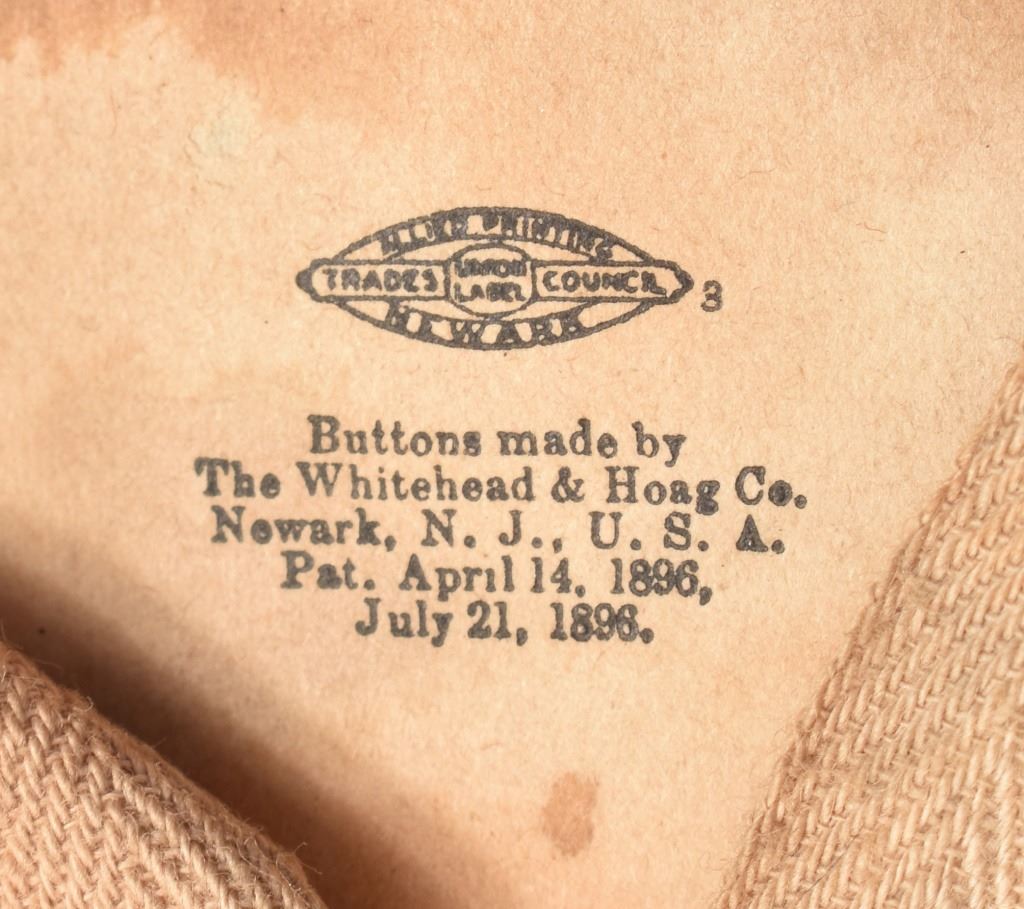 ALLIED PRINTING
TRADES UNION LABEL COUNCIL 3
NEWARK
Buttons made by
The Whitehead & Hoag Co.
Newark, N. J., U. S. A.
Pat. April 14, 1896,
July 21, 1896.